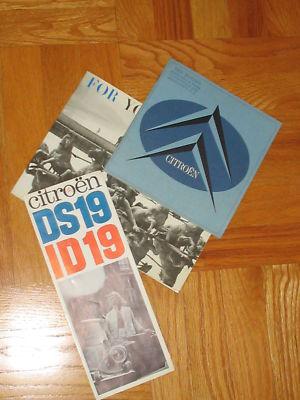 FOR YO
CITROËN
citroën
DS19
ID19